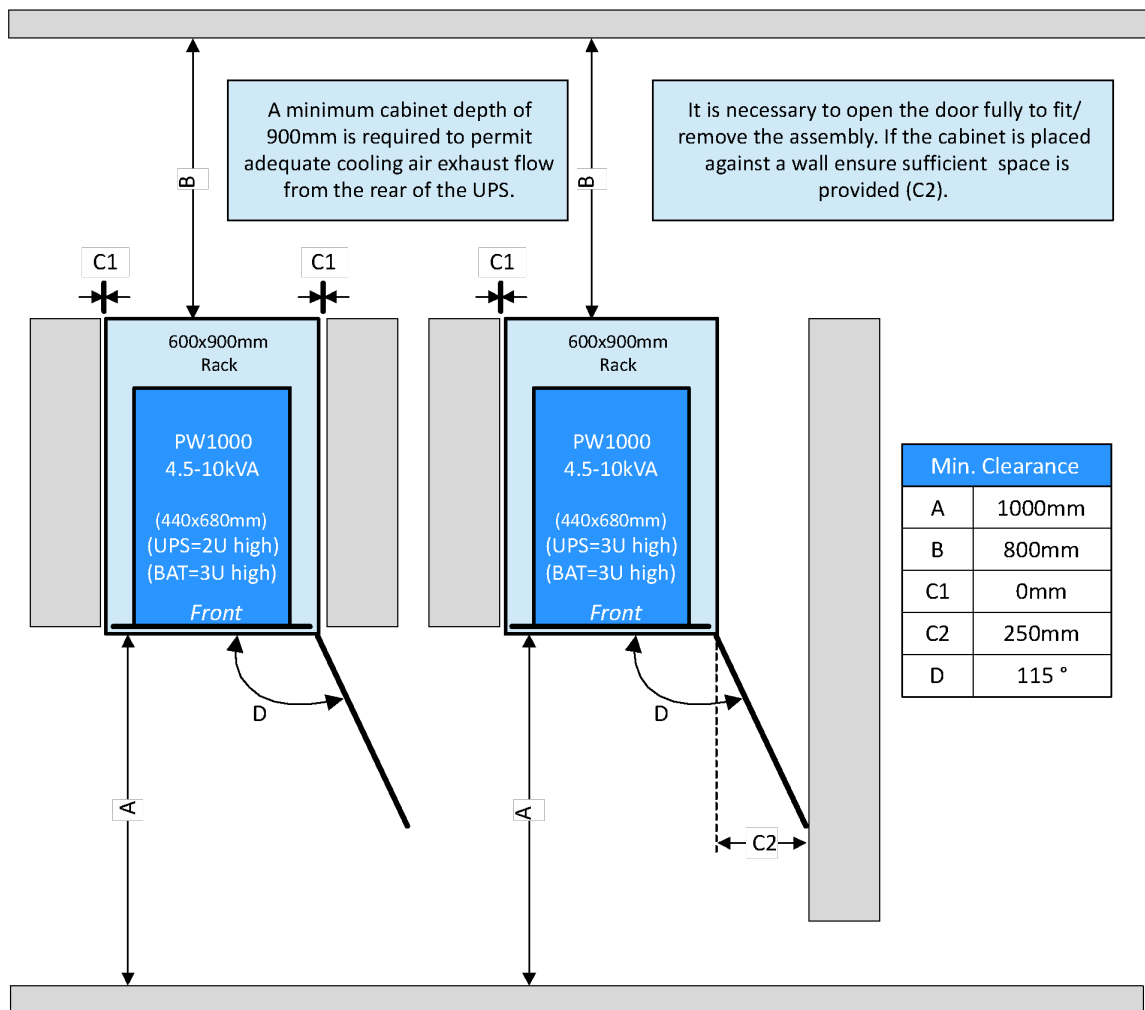 A minimum cabinet depth of
900mm is required to permit
adequate cooling air exhaust flow
from the rear of the UPS.
It is necessary to open the door fully to fit/
remove the assembly. If the cabinet is placed
against a wall ensure sufficient space is
provided (C2).
B
B
C1
C1
C1
600x900mm
Rack
PW1000
4.5-10kVA
(440x680mm)
(UPS=2U high)
(BAT=3U high)
Front
600x900mm
Rack
PW1000
4.5-10kVA
(440x680mm)
(UPS=3U high)
(BAT=3U high)
Front
Min. Clearance
A 1000mm
B 800mm
C1 0mm
C2 250mm
D 115 °
D
D
A
A
C2